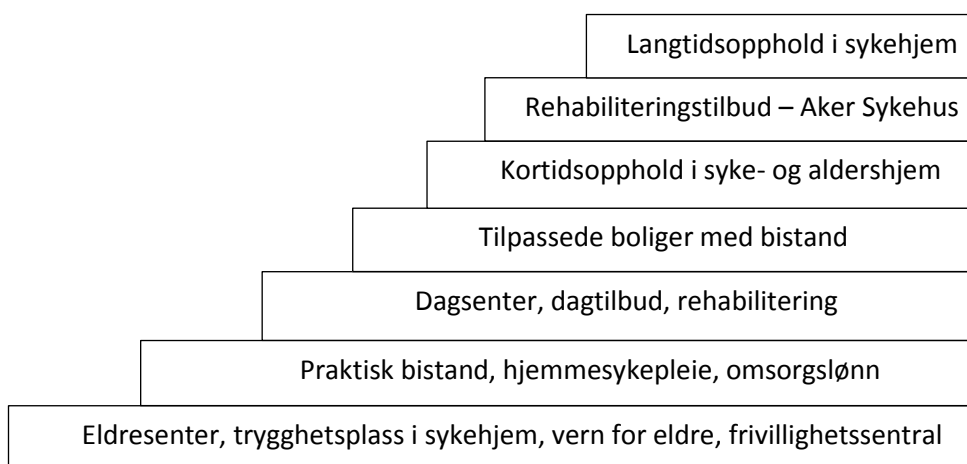 Langtidsopphold i sykehjem
Rehabiliteringstilbud – Aker Sykehus
Kortidsopphold i syke- og aldershjem
Tilpassede boliger med bistand
Dagsenter, dagtilbud, rehabilitering
Praktisk bistand, hjemmesykepleie, omsorgslønn
Eldresenter, trygghetsplass i sykehjem, vern for eldre, frivillighetssentral